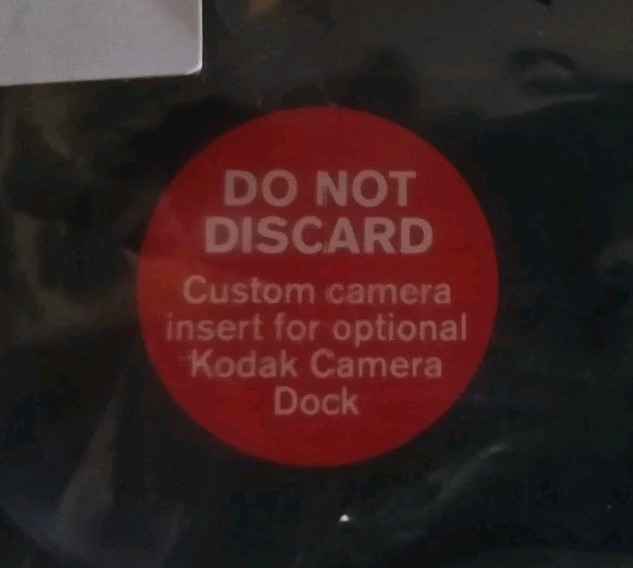 DO NOT
DISCARD
Custom camera
insert for optional
Kodak Camera
Dock